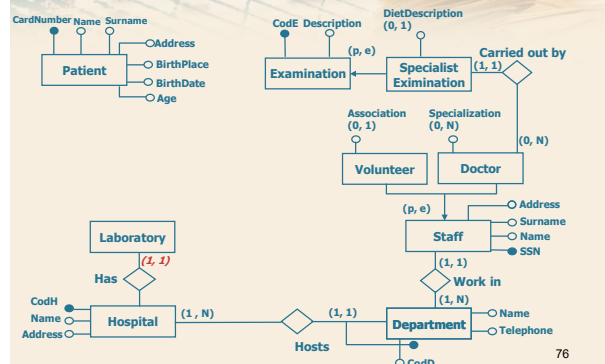 CardNumber Name Surname
Address
BirthPlace
BirthDate
Age
Patient
CodE Description
DietDescription
(0, 1)
(p, e)
Examination
Specialist
Eximination
(1, 1)
Carried out by
(0, N)
Association
(0, 1)
Specialization
(0, N)
Volunteer
Doctor
(p, e)
Staff
Address
Surname
Name
SSN
(1, 1)
Work in
(1, N)
Laboratory
(1, 1)
Has
CodH
Name
Address
Hospital
(1 , N)
Hosts
(1, 1)
Department
Name
Telephone
CodD
76